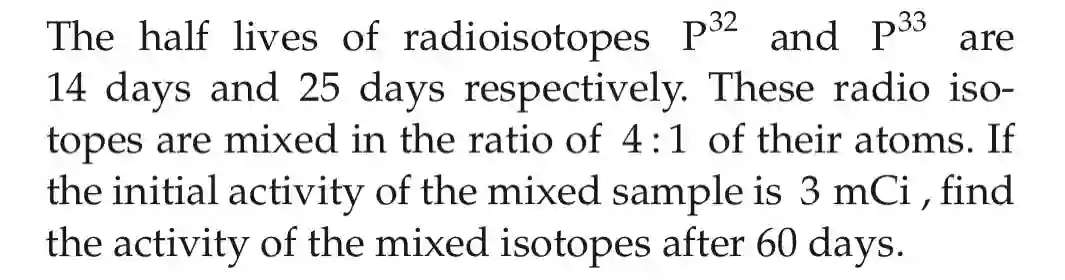 The half lives of radioisotopes P³² and P³³ are
14 days and 25 days respectively. These radio iso-
topes are mixed in the ratio of 4 : 1 of their atoms. If
the initial activity of the mixed sample is 3 mCi , find
the activity of the mixed isotopes after 60 days.